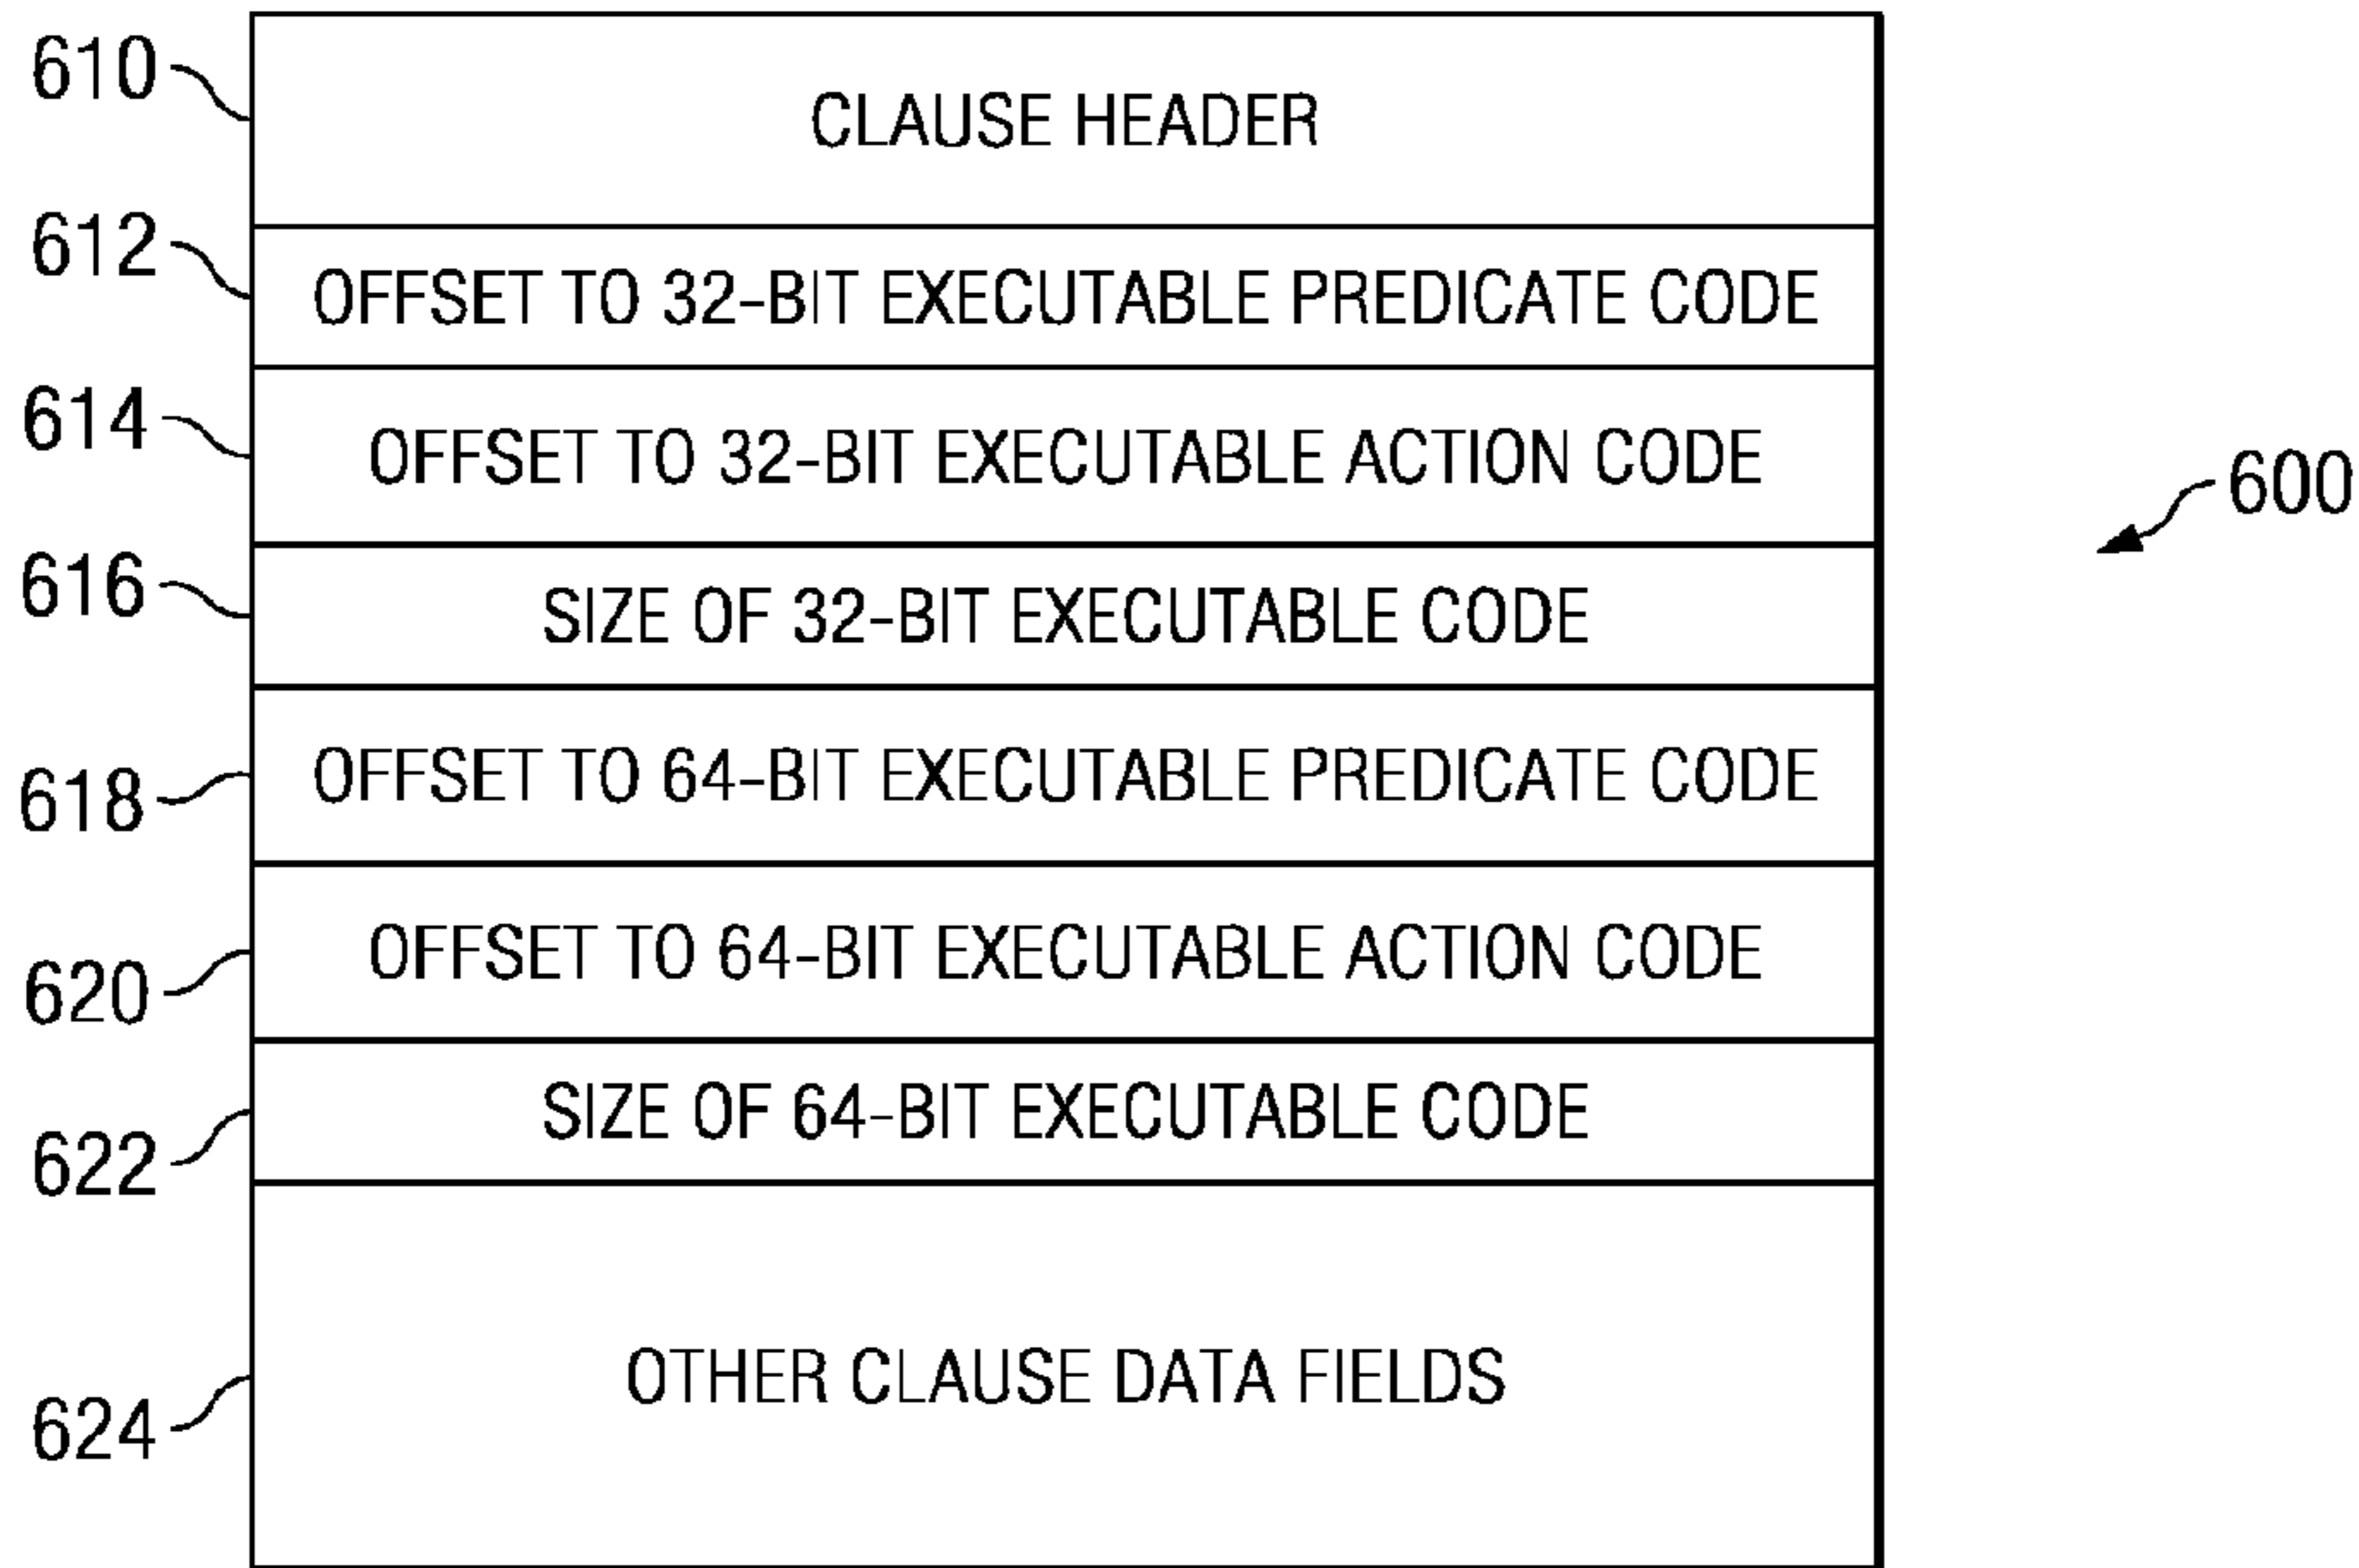 610
CLAUSE HEADER
612
OFFSET TO 32-BIT EXECUTABLE PREDICATE CODE
614
OFFSET TO 32-BIT EXECUTABLE ACTION CODE
600
616
SIZE OF 32-BIT EXECUTABLE CODE
618
OFFSET TO 64-BIT EXECUTABLE PREDICATE CODE
620
OFFSET TO 64-BIT EXECUTABLE ACTION CODE
622
SIZE OF 64-BIT EXECUTABLE CODE
624
OTHER CLAUSE DATA FIELDS